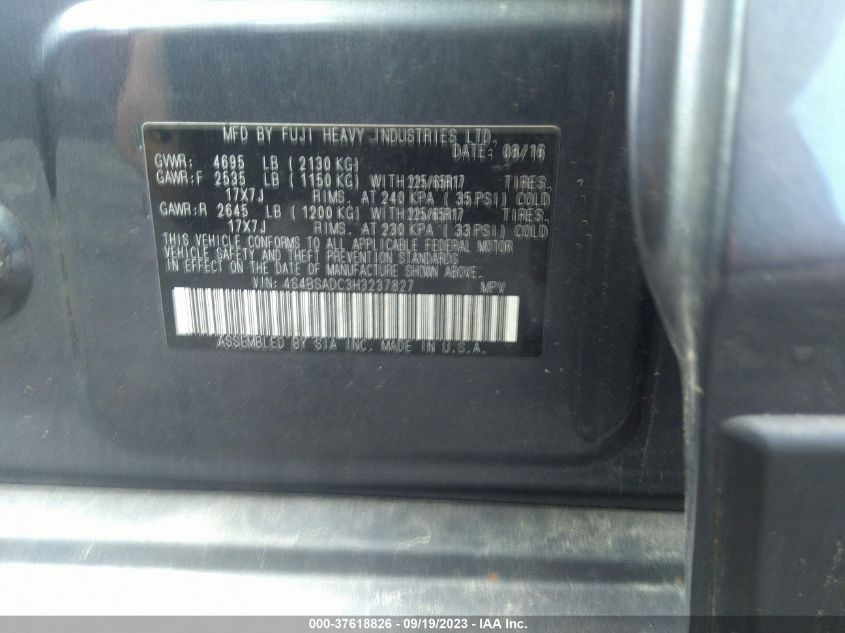 MFD BY FUJI HEAVY INDUSTRIES LTD.
DATE: 08/16
GVWR: 4695 LB ( 2130 KG)
GAWR:F 2535 LB ( 1150 KG) WITH 225/65R17 TIRES,
17X7J RIMS, AT 240 KPA ( 35 PSI) COLD
GAWR:R 2645 LB ( 1200 KG) WITH 225/65R17 TIRES,
17X7J RIMS, AT 230 KPA ( 33 PSI) COLD
THIS VEHICLE CONFORMS TO ALL APPLICABLE FEDERAL MOTOR
VEHICLE SAFETY AND THEFT PREVENTION STANDARDS
IN EFFECT ON THE DATE OF MANUFACTURE SHOWN ABOVE.
VIN: 4S4BSADC3H3237827 MPV
ASSEMBLED BY SIA INC. MADE IN U.S.A.
000-37618826 - 09/19/2023 - IAA Inc.